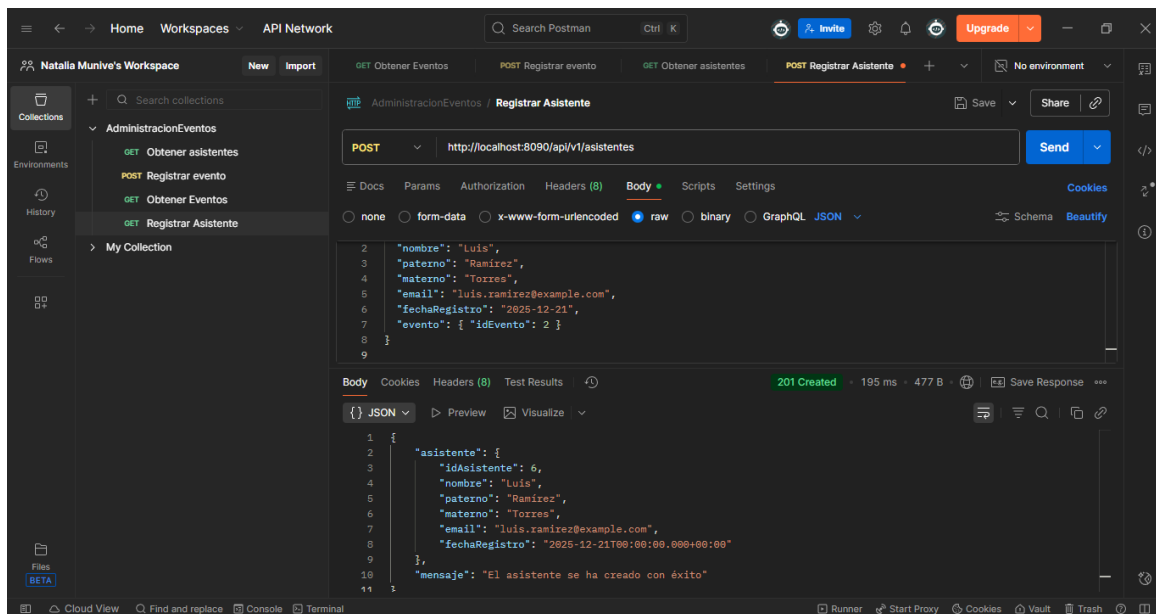 Home Workspaces API Network Search Postman Ctrl K Invite Upgrade
Natalia Munive's Workspace New Import GET Obtener Eventos POST Registrar evento GET Obtener asistentes POST Registrar Asistente No environment
Collections
Environments
History
Flows
Files
BETA
Search collections
AdministracionEventos
GET Obtener asistentes
POST Registrar evento
GET Obtener Eventos
GET Registrar Asistente
My Collection
HTTP AdministracionEventos / Registrar Asistente Save Share
POST http://localhost:8090/api/v1/asistentes Send
Docs Params Authorization Headers (8) Body Scripts Settings Cookies
none form-data x-www-form-urlencoded raw binary GraphQL JSON Schema Beautify
2 "nombre": "Luis",
3 "paterno": "Ramírez",
4 "materno": "Torres",
5 "email": "luis.ramirez@example.com",
6 "fechaRegistro": "2025-12-21",
7 "evento": { "idEvento": 2 }
8 }
9
Body Cookies Headers (8) Test Results 201 Created 195 ms 477 B e.g. Save Response
{} JSON Preview Visualize
1 {
2 "asistente": {
3 "idAsistente": 6,
4 "nombre": "Luis",
5 "paterno": "Ramírez",
6 "materno": "Torres",
7 "email": "luis.ramirez@example.com",
8 "fechaRegistro": "2025-12-21T00:00:00.000+00:00"
9 },
10 "mensaje": "El asistente se ha creado con éxito"
11 }
Cloud View Find and replace Console Terminal Runner Start Proxy Cookies Vault Trash